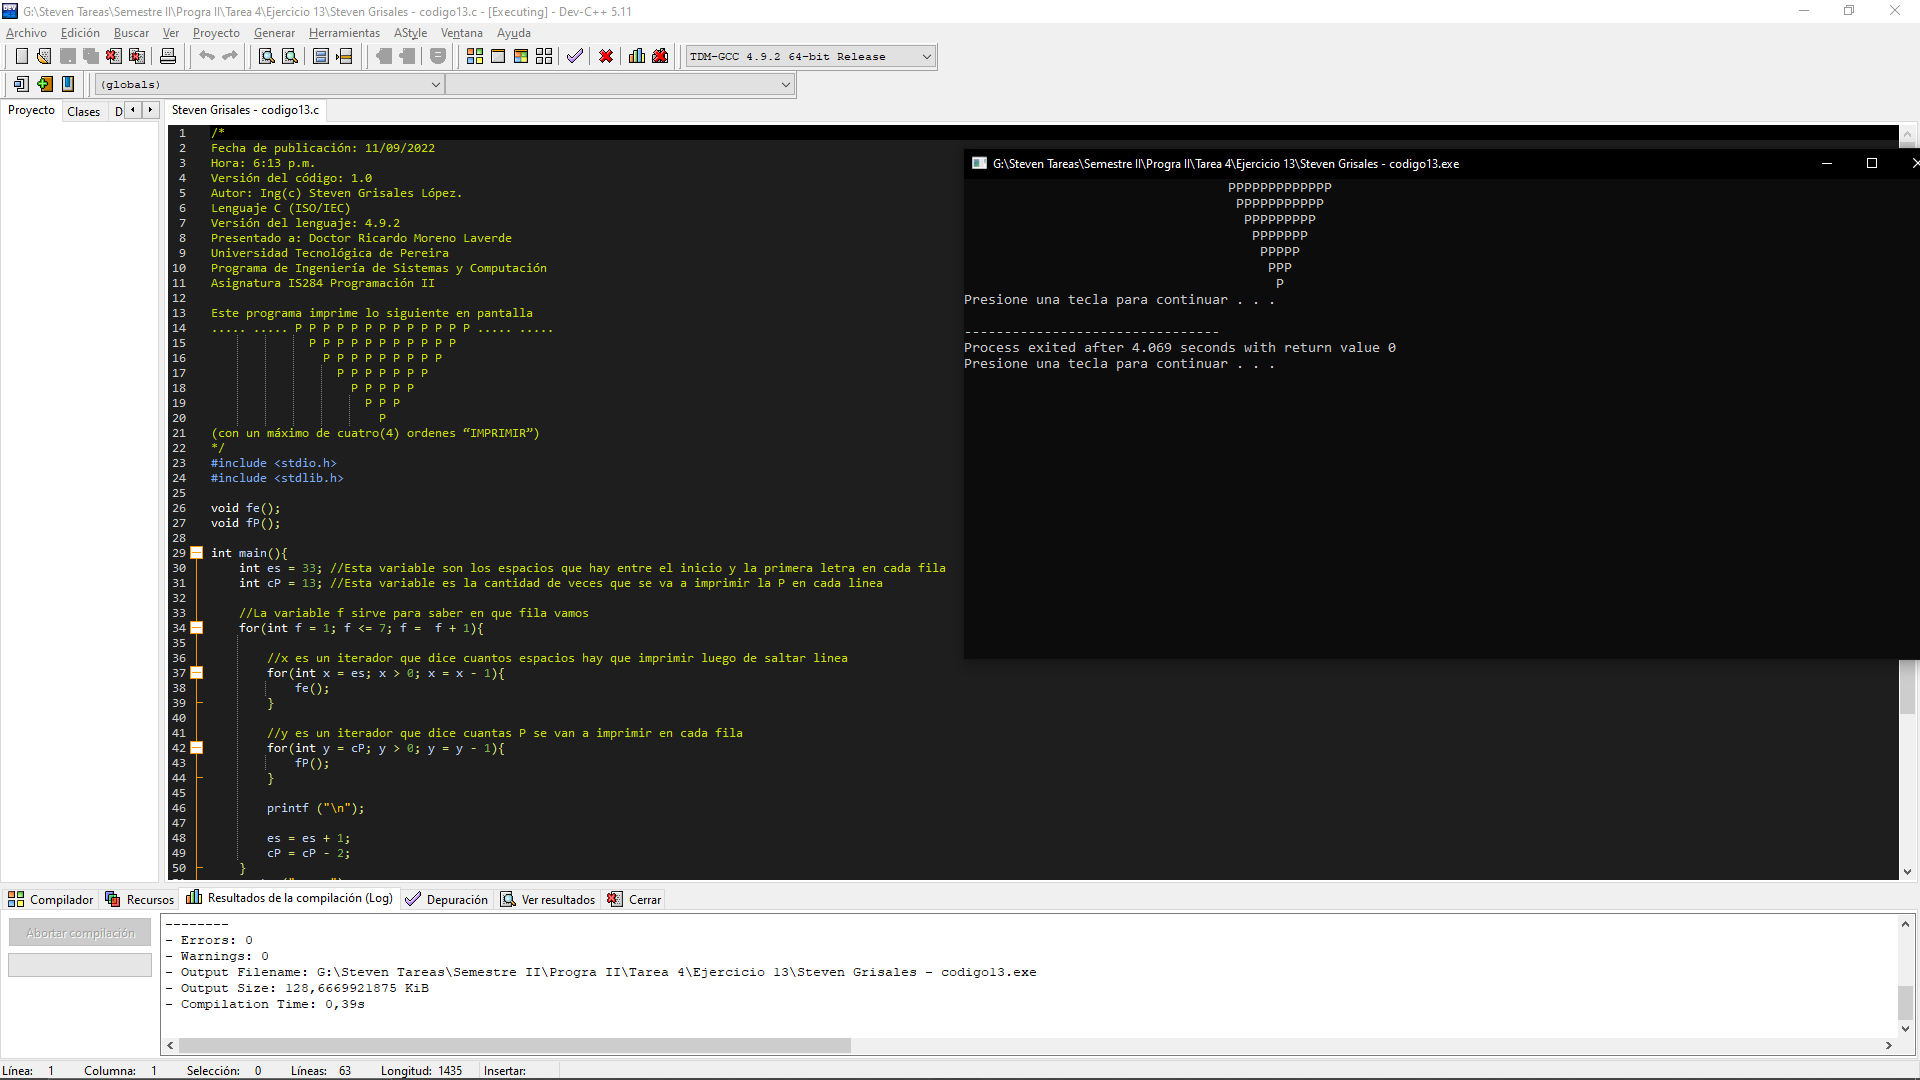 G:\Steven Tareas\Semestre II\Progra II\Tarea 4\Ejercicio 13\Steven Grisales - codigo13.c - [Executing] - Dev-C++ 5.11
Archivo Edición Buscar Ver Proyecto Generar Herramientas AStyle Ventana Ayuda
TDM-GCC 4.9.2 64-bit Release
(globals)
Proyecto Clases D
Steven Grisales - codigo13.c
1 /*
2 Fecha de publicación: 11/09/2022
3 Hora: 6:13 p.m.
4 Versión del código: 1.0
5 Autor: Ing(c) Steven Grisales López.
6 Lenguaje C (ISO/IEC)
7 Versión del lenguaje: 4.9.2
8 Presentado a: Doctor Ricardo Moreno Laverde
9 Universidad Tecnológica de Pereira
10 Programa de Ingeniería de Sistemas y Computación
11 Asignatura IS284 Programación II
12
13 Este programa imprime lo siguiente en pantalla
14 ..... ..... P P P P P P P P P P P P P ..... .....
15 P P P P P P P P P P P
16 P P P P P P P P P
17 P P P P P P P
18 P P P P P
19 P P P
20 P
21 (con un máximo de cuatro(4) ordenes “IMPRIMIR”)
22 */
23 #include <stdio.h>
24 #include <stdlib.h>
25
26 void fe();
27 void fP();
28
29 int main(){
30 int es = 33; //Esta variable son los espacios que hay entre el inicio y la primera letra en cada fila
31 int cP = 13; //Esta variable es la cantidad de veces que se va a imprimir la P en cada linea
32
33 //La variable f sirve para saber en que fila vamos
34 for(int f = 1; f <= 7; f =  f + 1){
35
36 //x es un iterador que dice cuantos espacios hay que imprimir luego de saltar linea
37 for(int x = es; x > 0; x = x - 1){
38 fe();
39 }
40
41 //y es un iterador que dice cuantas P se van a imprimir en cada fila
42 for(int y = cP; y > 0; y = y - 1){
43 fP();
44 }
45
46 printf ("\n");
47
48 es = es + 1;
49 cP = cP - 2;
50 }
G:\Steven Tareas\Semestre II\Progra II\Tarea 4\Ejercicio 13\Steven Grisales - codigo13.exe
PPPPPPPPPPPPP
PPPPPPPPPPP
PPPPPPPPP
PPPPPPP
PPPPP
PPP
P
Presione una tecla para continuar . . .
--------------------------------
Process exited after 4.069 seconds with return value 0
Presione una tecla para continuar . . .
Compilador Recursos Resultados de la compilación (Log) Depuración Ver resultados Cerrar
Abortar compilación
--------
- Errors: 0
- Warnings: 0
- Output Filename: G:\Steven Tareas\Semestre II\Progra II\Tarea 4\Ejercicio 13\Steven Grisales - codigo13.exe
- Output Size: 128,6669921875 KiB
- Compilation Time: 0,39s
Línea: 1 Columna: 1 Selección: 0 Líneas: 63 Longitud: 1435 Insertar: